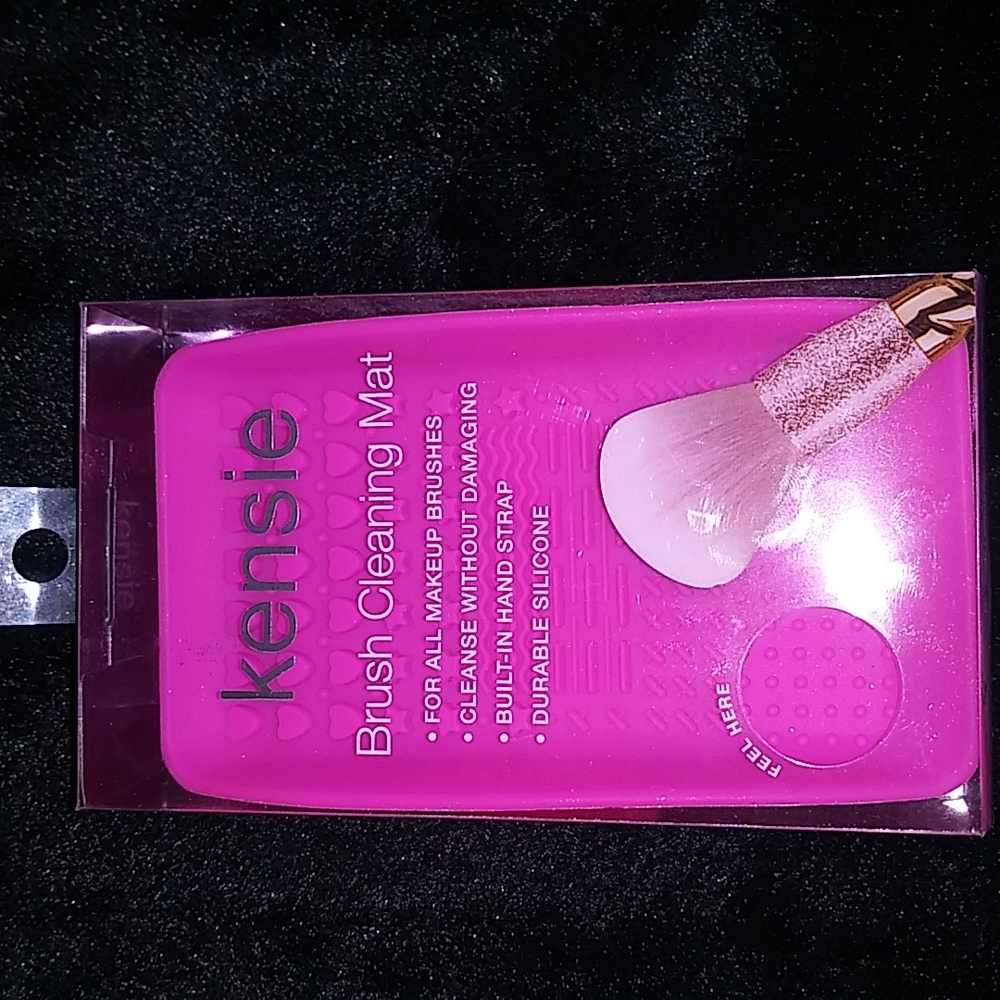 kensie
kensie
Brush Cleaning Mat
• FOR ALL MAKEUP BRUSHES
• CLEANSE WITHOUT DAMAGING
• BUILT-IN HAND STRAP
• DURABLE SILICONE
FEEL HERE